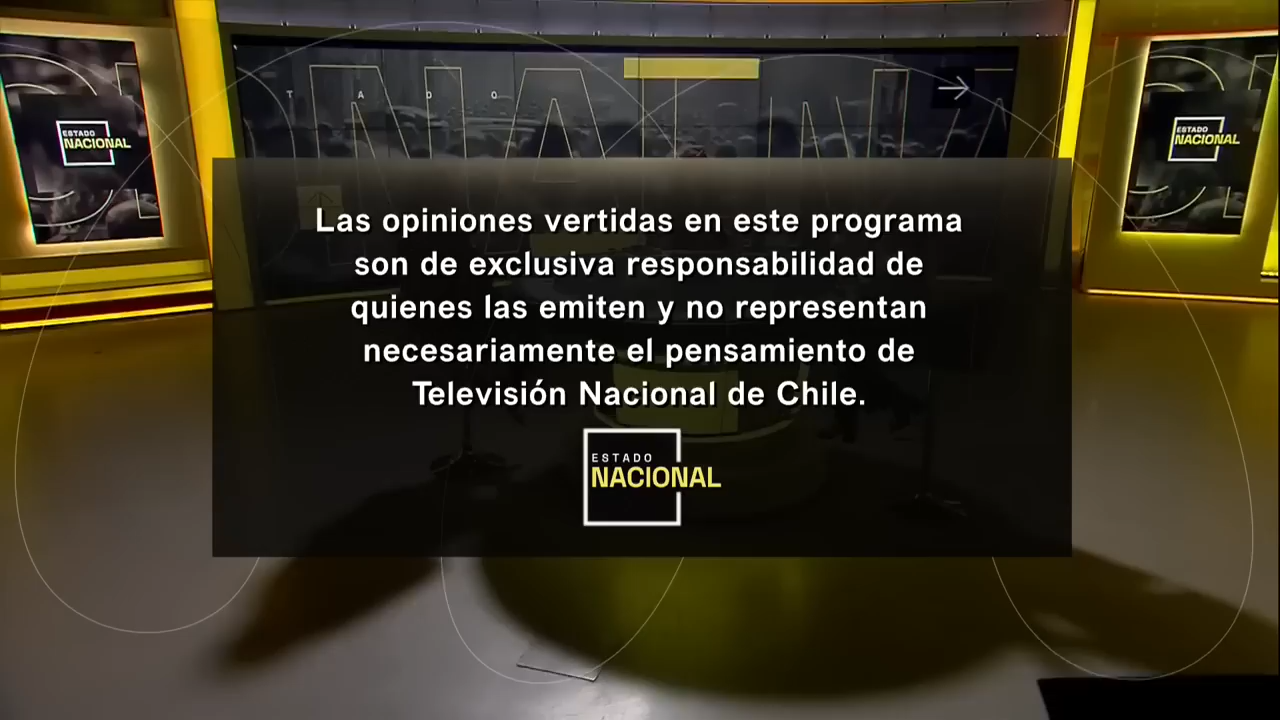 ESTADO
NACIONAL
T A D O
NA
ESTADO
NACIONAL
Las opiniones vertidas en este programa
son de exclusiva responsabilidad de
quienes las emiten y no representan
necesariamente el pensamiento de
Televisión Nacional de Chile.
ESTADO
NACIONAL